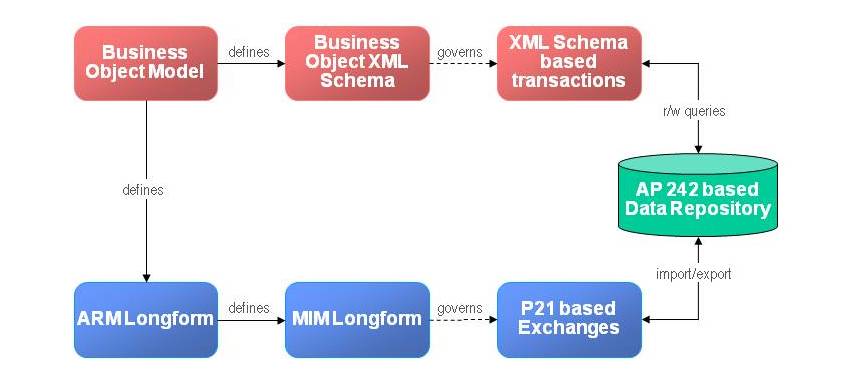 Business
Object Model
defines
Business
Object XML
Schema
governs
XML Schema
based
transactions
r/w queries
AP 242 based
Data Repository
defines
import/export
ARM Longform
defines
MIM Longform
governs
P21 based
Exchanges